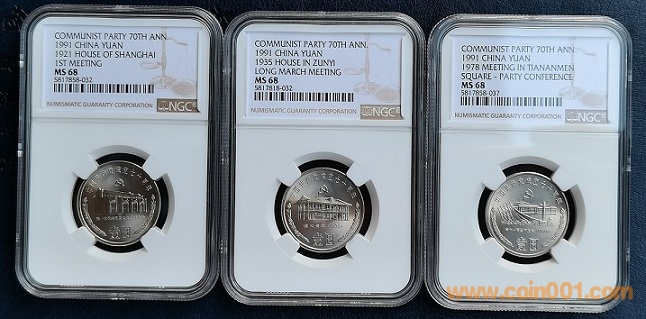 COMMUNIST PARTY 70TH ANN.
1991 CHINA YUAN
1921 HOUSE OF SHANGHAI
1ST MEETING
MS 68
5817858-032
NUMISMATIC GUARANTY CORPORATION
NGC
COMMUNIST PARTY 70TH ANN.
1991 CHINA YUAN
1935 HOUSE IN ZUNYI
LONG MARCH MEETING
MS 68
5817818-032
NUMISMATIC GUARANTY CORPORATION
NGC
COMMUNIST PARTY 70TH ANN.
1991 CHINA YUAN
1978 MEETING IN TIANANMEN
SQUARE - PARTY CONFERENCE
MS 68
5817858-037
NUMISMATIC GUARANTY CORPORATION
NGC
壹圆
壹圆
壹圆
www.coin001.com